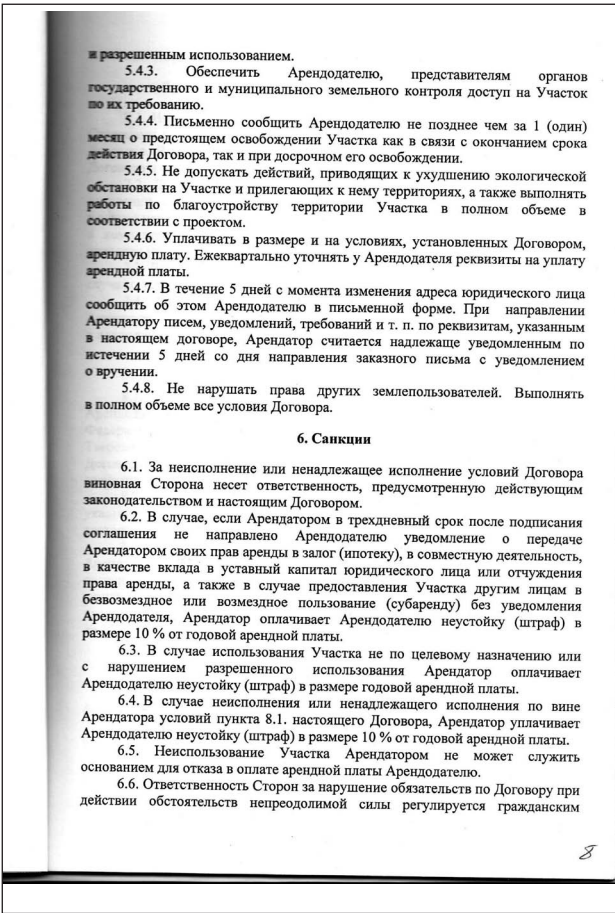 и разрешенным использованием.
5.4.3. Обеспечить Арендодателю, представителям органов
государственного и муниципального земельного контроля доступ на Участок
по их требованию.
5.4.4. Письменно сообщить Арендодателю не позднее чем за 1 (один)
месяц о предстоящем освобождении Участка как в связи с окончанием срока
действия Договора, так и при досрочном его освобождении.
5.4.5. Не допускать действий, приводящих к ухудшению экологической
обстановки на Участке и прилегающих к нему территориях, а также выполнять
работы по благоустройству территории Участка в полном объеме в
соответствии с проектом.
5.4.6. Уплачивать в размере и на условиях, установленных Договором,
арендную плату. Ежеквартально уточнять у Арендодателя реквизиты на уплату
арендной платы.
5.4.7. В течение 5 дней с момента изменения адреса юридического лица
сообщить об этом Арендодателю в письменной форме. При направлении
Арендатору писем, уведомлений, требований и т. п. по реквизитам, указанным
в настоящем договоре, Арендатор считается надлежаще уведомленным по
истечении 5 дней со дня направления заказного письма с уведомлением
о вручении.
5.4.8. Не нарушать права других землепользователей. Выполнять
в полном объеме все условия Договора.
6. Санкции
6.1. За неисполнение или ненадлежащее исполнение условий Договора
виновная Сторона несет ответственность, предусмотренную действующим
законодательством и настоящим Договором.
6.2. В случае, если Арендатором в трехдневный срок после подписания
соглашения не направлено Арендодателю уведомление о передаче
Арендатором своих прав аренды в залог (ипотеку), в совместную деятельность,
в качестве вклада в уставный капитал юридического лица или отчуждения
права аренды, а также в случае предоставления Участка другим лицам в
безвозмездное или возмездное пользование (субаренду) без уведомления
Арендодателя, Арендатор оплачивает Арендодателю неустойку (штраф) в
размере 10 % от годовой арендной платы.
6.3. В случае использования Участка не по целевому назначению или
с нарушением разрешенного использования Арендатор оплачивает
Арендодателю неустойку (штраф) в размере годовой арендной платы.
6.4. В случае неисполнения или ненадлежащего исполнения по вине
Арендатора условий пункта 8.1. настоящего Договора, Арендатор уплачивает
Арендодателю неустойку (штраф) в размере 10 % от годовой арендной платы.
6.5. Неиспользование Участка Арендатором не может служить
основанием для отказа в оплате арендной платы Арендодателю.
6.6. Ответственность Сторон за нарушение обязательств по Договору при
действии обстоятельств непреодолимой силы регулируется гражданским
8